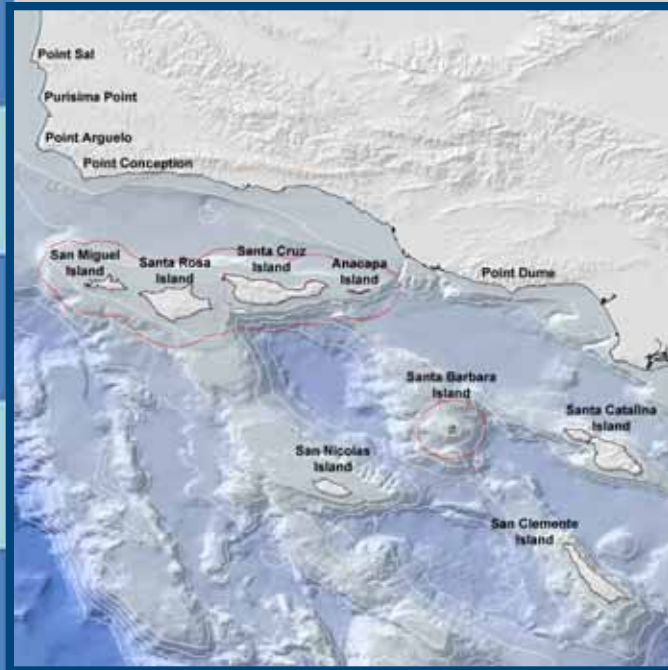 Point Sal
Purisima Point
Point Arguelo
Point Conception
San Miguel
Island
Santa Rosa
Island
Santa Cruz
Island
Anacapa
Island
Point Dume
Santa Barbara
Island
Santa Catalina
Island
San Nicolas
Island
San Clemente
Island